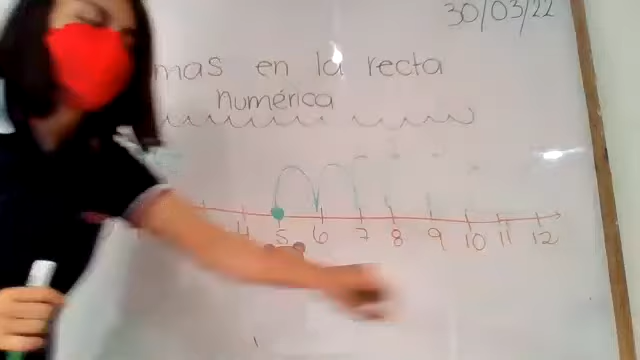 30/03/22
mas en la recta
numérica
4 5 6 7 8 9 10 11 12